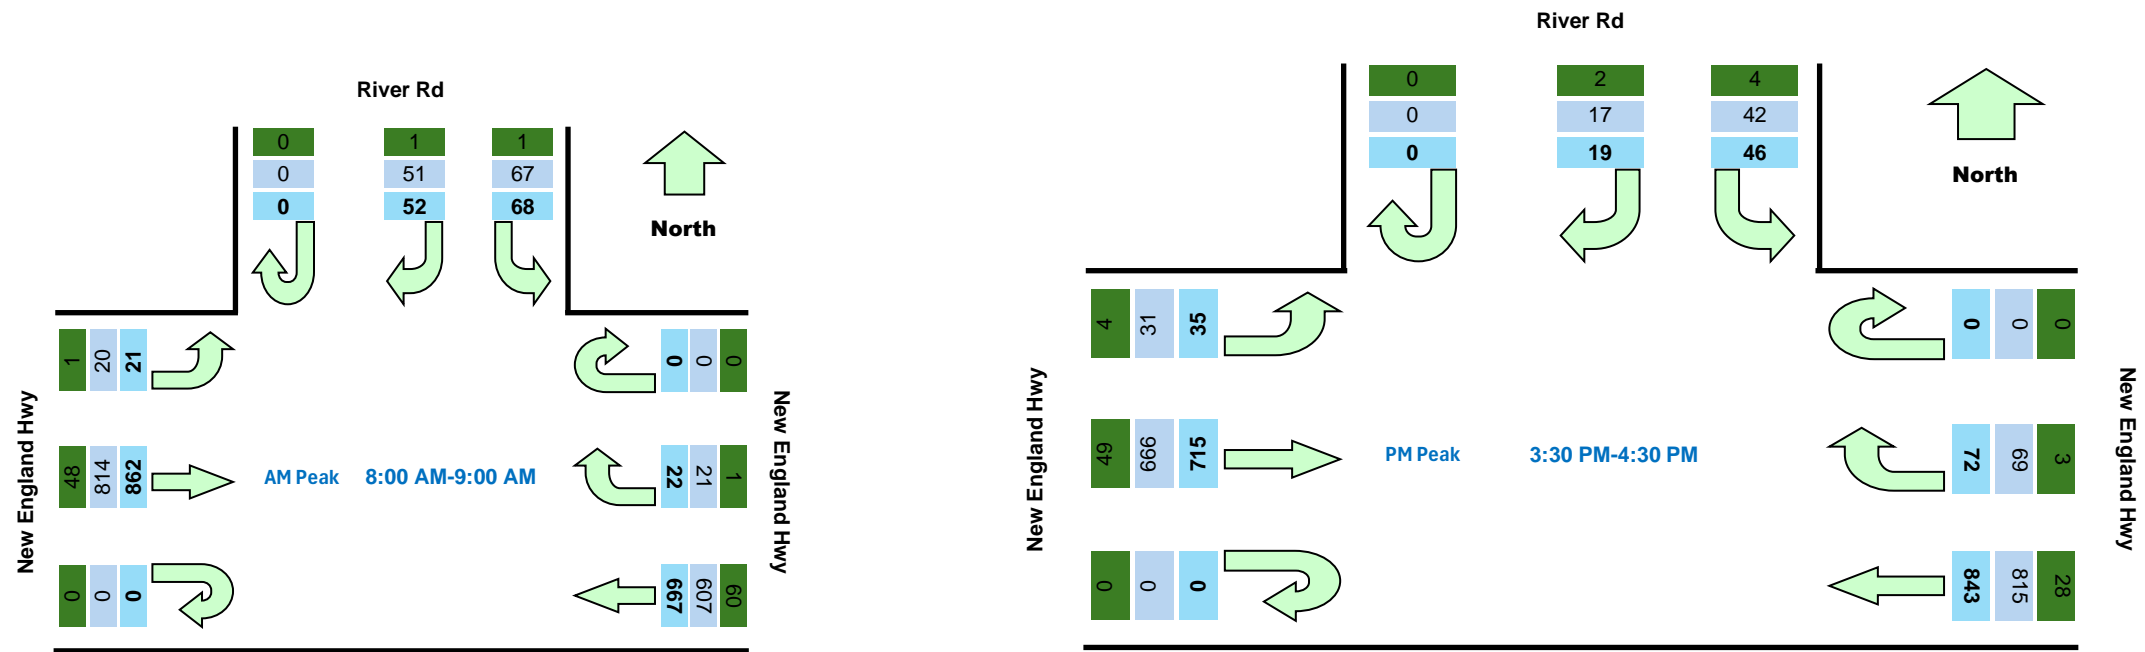 River Rd
0 1 1
0 51 67
0 52 68
North
1 20 21
0 0 0
New England Hwy
48 814 862
AM Peak 8:00 AM-9:00 AM
22 21 1
New England Hwy
0 0 0
667 607 60
River Rd
0 2 4
0 17 42
0 19 46
North
4 31 35
0 0 0
New England Hwy
49 666 715
PM Peak 3:30 PM-4:30 PM
72 69 3
New England Hwy
0 0 0
843 815 28